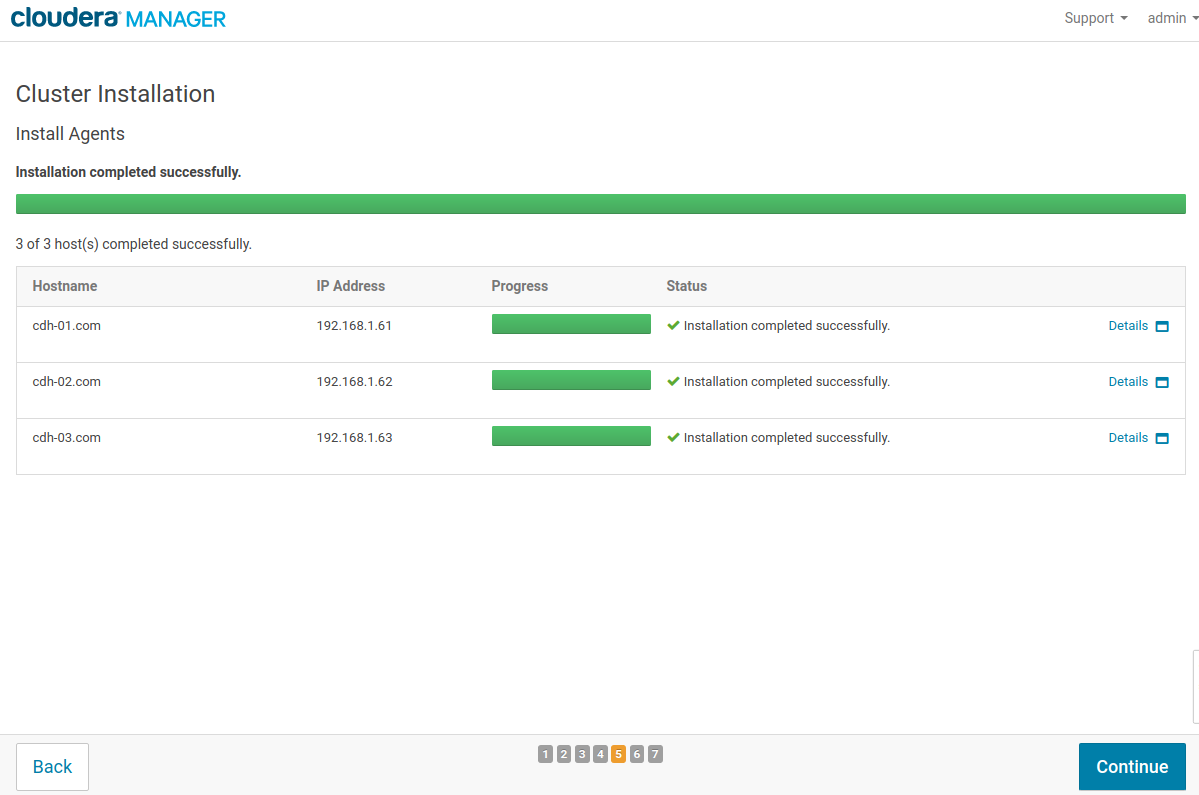 cloudera MANAGER
Support admin
Cluster Installation
Install Agents
Installation completed successfully.
3 of 3 host(s) completed successfully.
Hostname IP Address Progress Status
cdh-01.com 192.168.1.61 Installation completed successfully. Details
cdh-02.com 192.168.1.62 Installation completed successfully. Details
cdh-03.com 192.168.1.63 Installation completed successfully. Details
Back 1 2 3 4 5 6 7 Continue